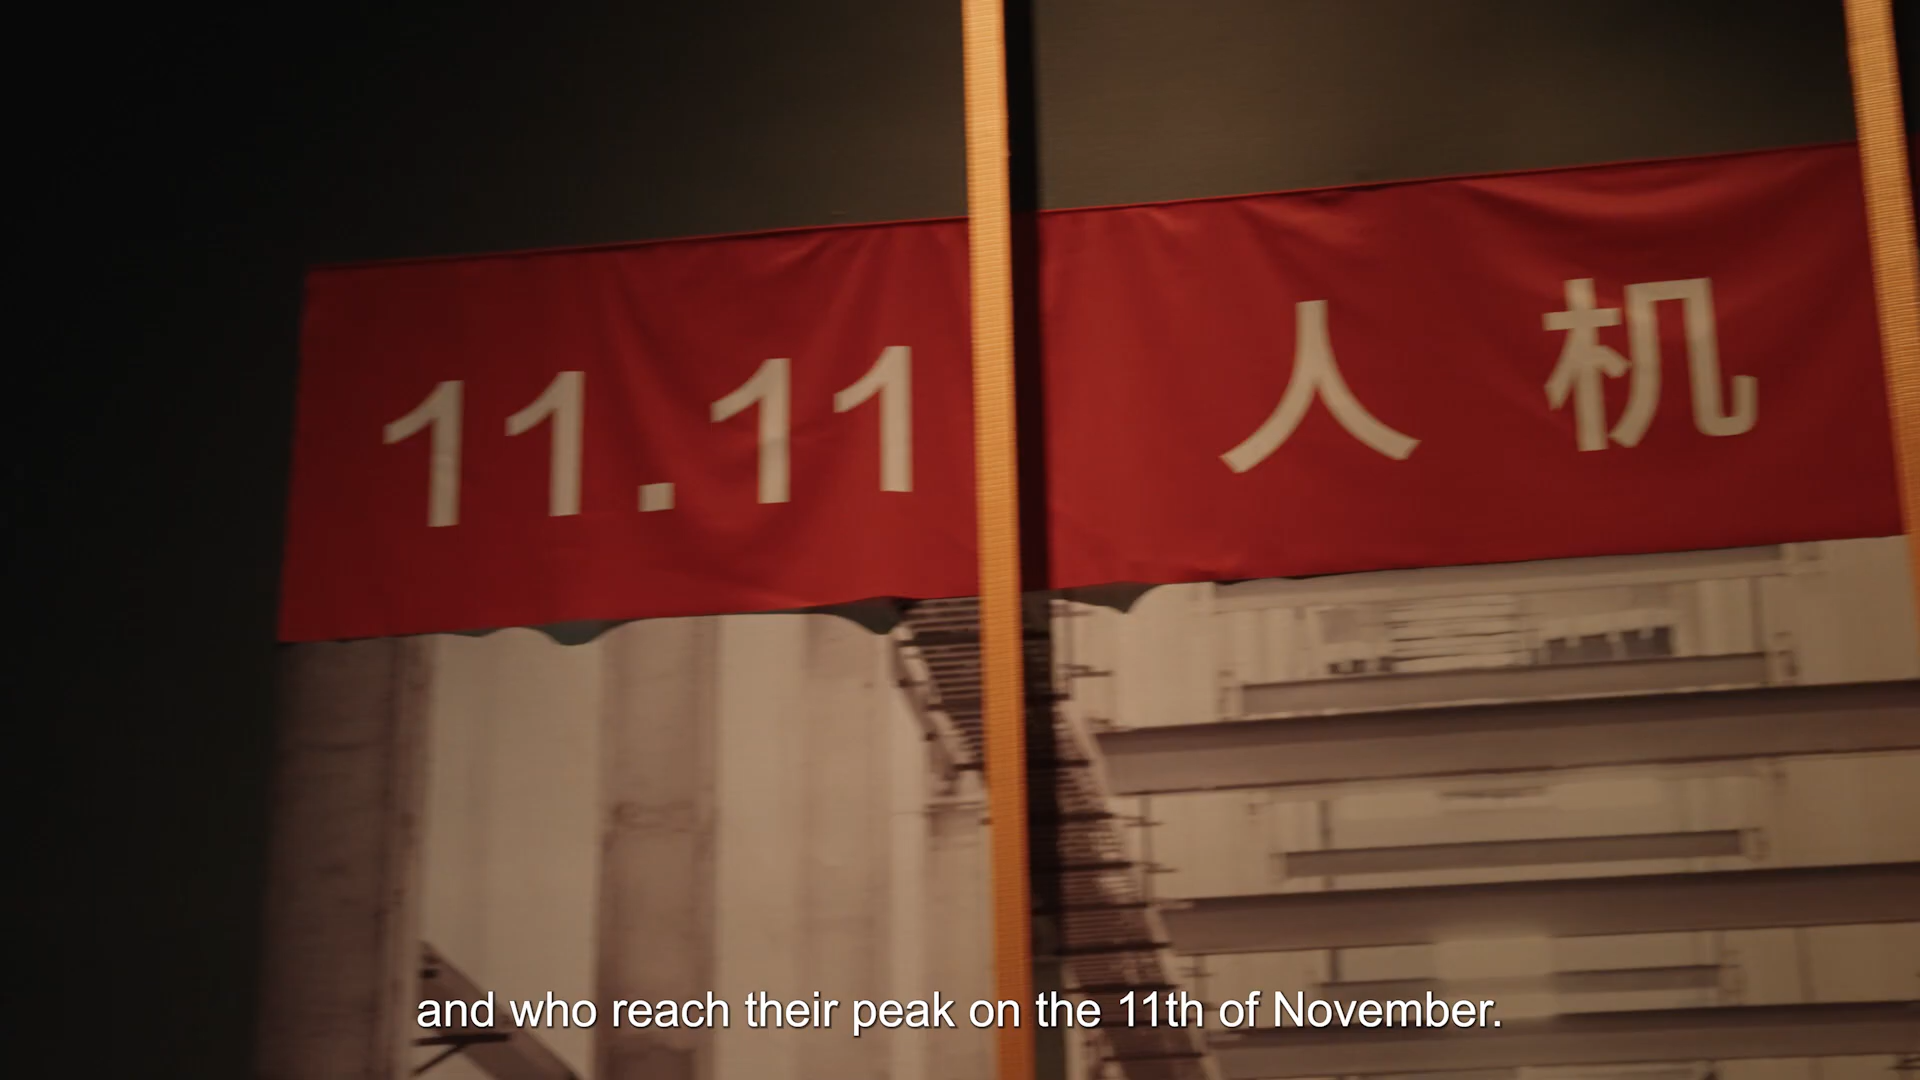 11.11 人 机
and who reach their peak on the 11th of November.